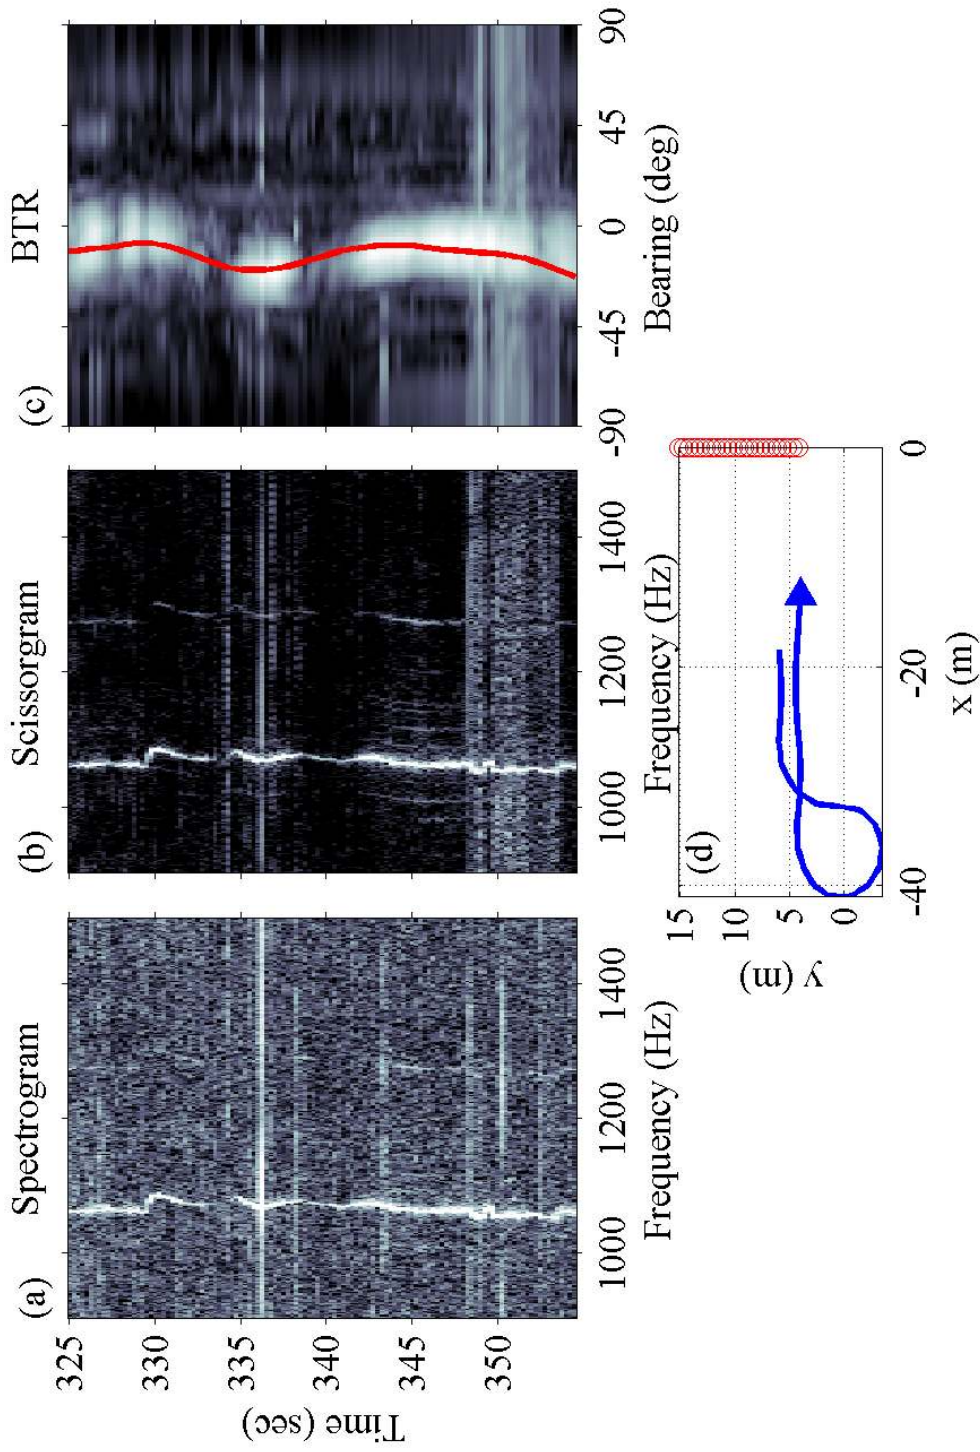 (a) Spectrogram
(b) Scissorgram
(c) BTR
Time (sec)
325
330
335
340
345
350
1000 1200 1400
Frequency (Hz)
1000 1200 1400
Frequency (Hz)
-90 -45 0 45 90
Bearing (deg)
(d)
y (m)
15
10
5
0
-40 -20 0
x (m)